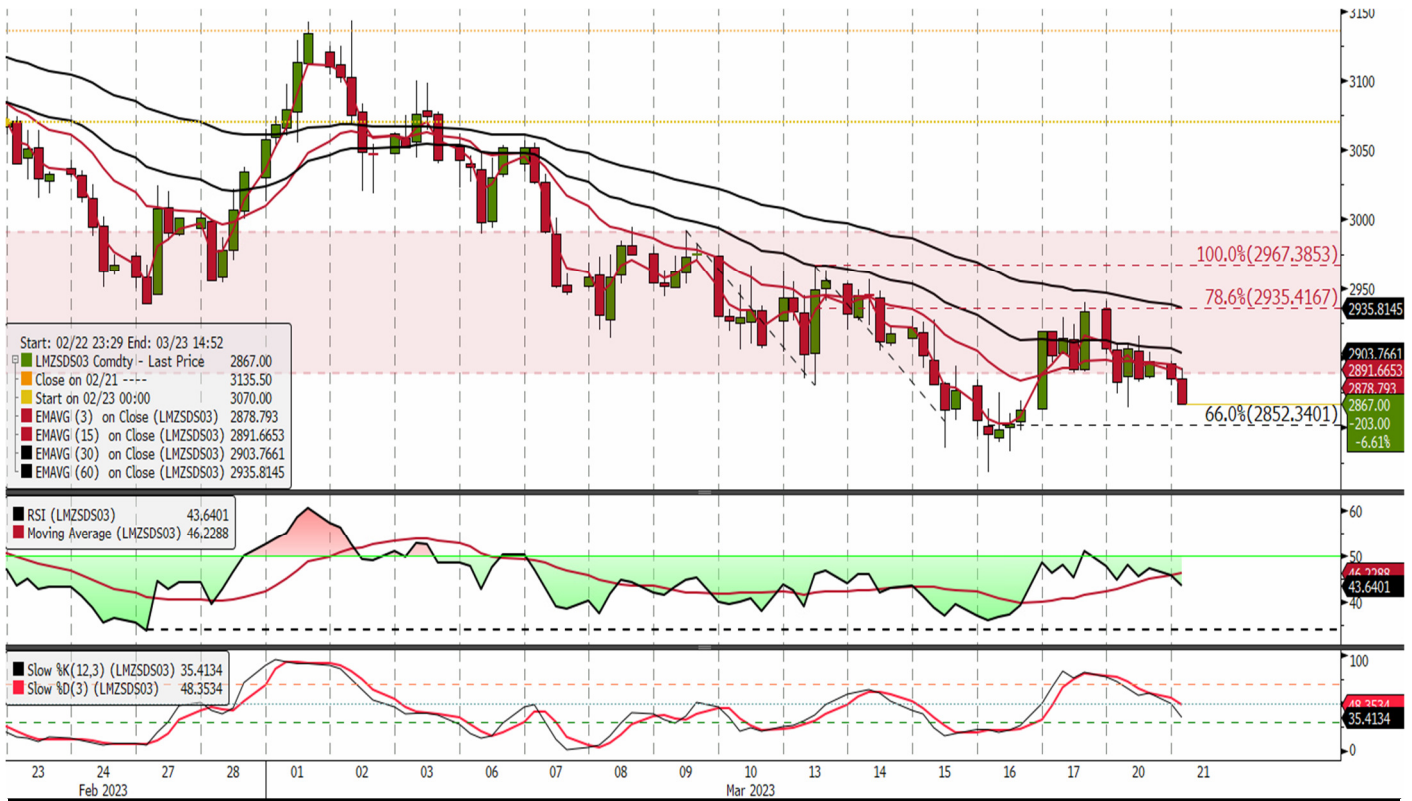 3150
3100
3050
3000
2950
100.0%(2967.3853)
78.6%(2935.4167)
66.0%(2852.3401)
2935.8145
2903.7661
2891.6653
2878.793
2867.00
-203.00
-6.61%
Start: 02/22 23:29 End: 03/23 14:52
LMZSDS03 Comdty - Last Price 2867.00
Close on 02/21 ---- 3135.50
Start on 02/23 00:00 3070.00
EMAVG (3) on Close (LMZSDS03) 2878.793
EMAVG (15) on Close (LMZSDS03) 2891.6653
EMAVG (30) on Close (LMZSDS03) 2903.7661
EMAVG (60) on Close (LMZSDS03) 2935.8145
RSI (LMZSDS03) 43.6401
Moving Average (LMZSDS03) 46.2288
60
50
46.2288
43.6401
40
Slow %K(12,3) (LMZSDS03) 35.4134
Slow %D(3) (LMZSDS03) 48.3534
100
48.3534
35.4134
0
23 24 27 28 01 02 03 06 07 08 09 10 13 14 15 16 17 20 21
Feb 2023 Mar 2023